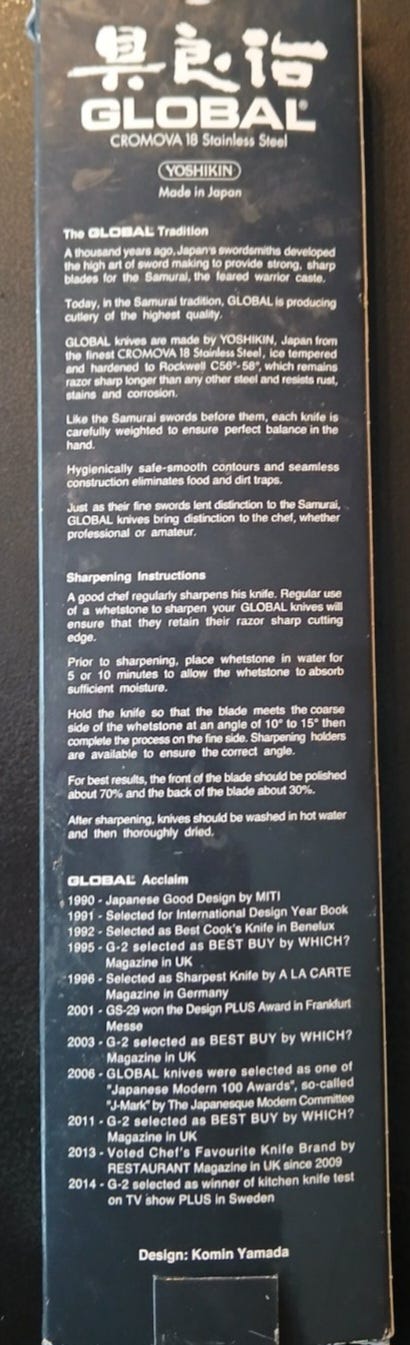 具良治
GLOBAL®
CROMOVA 18 Stainless Steel
YOSHIKIN
Made in Japan
The GLOBAL Tradition
A thousand years ago, Japan's swordsmiths developed
the high art of sword making to provide strong, sharp
blades for the Samurai, the feared warrior caste.
Today, in the Samurai tradition, GLOBAL is producing
cutlery of the highest quality.
GLOBAL knives are made by YOSHIKIN, Japan from
the finest CROMOVA 18 Stainless Steel, ice tempered
and hardened to Rockwell C56°-58°, which remains
razor sharp longer than any other steel and resists rust,
stains and corrosion.
Like the Samurai swords before them, each knife is
carefully weighted to ensure perfect balance in the
hand.
Hygienically safe-smooth contours and seamless
construction eliminates food and dirt traps.
Just as their fine swords lent distinction to the Samurai,
GLOBAL knives bring distinction to the chef, whether
professional or amateur.
Sharpening Instructions
A good chef regularly sharpens his knife. Regular use
of a whetstone to sharpen your GLOBAL knives will
ensure that they retain their razor sharp cutting
edge.
Prior to sharpening, place whetstone in water for
5 or 10 minutes to allow the whetstone to absorb
sufficient moisture.
Hold the knife so that the blade meets the coarse
side of the whetstone at an angle of 10° to 15° then
complete the process on the fine side. Sharpening holders
are available to ensure the correct angle.
For best results, the front of the blade should be polished
about 70% and the back of the blade about 30%.
After sharpening, knives should be washed in hot water
and then thoroughly dried.
GLOBAL® Acclaim
1990 - Japanese Good Design by MITI
1991 - Selected for International Design Year Book
1992 - Selected as Best Cook's Knife in Benelux
1995 - G-2 selected as BEST BUY by WHICH?
Magazine in UK
1996 - Selected as Sharpest Knife by A LA CARTE
Magazine in Germany
2001 - GS-29 won the Design PLUS Award in Frankfurt
Messe
2003 - G-2 selected as BEST BUY by WHICH?
Magazine in UK
2006 - GLOBAL knives were selected as one of
"Japanese Modern 100 Awards", so-called
"J-Mark" by The Japanesque Modern Committee
2011 - G-2 selected as BEST BUY by WHICH?
Magazine in UK
2013 - Voted Chef's Favourite Knife Brand by
RESTAURANT Magazine in UK since 2009
2014 - G-2 selected as winner of kitchen knife test
on TV show PLUS in Sweden
Design: Komin Yamada